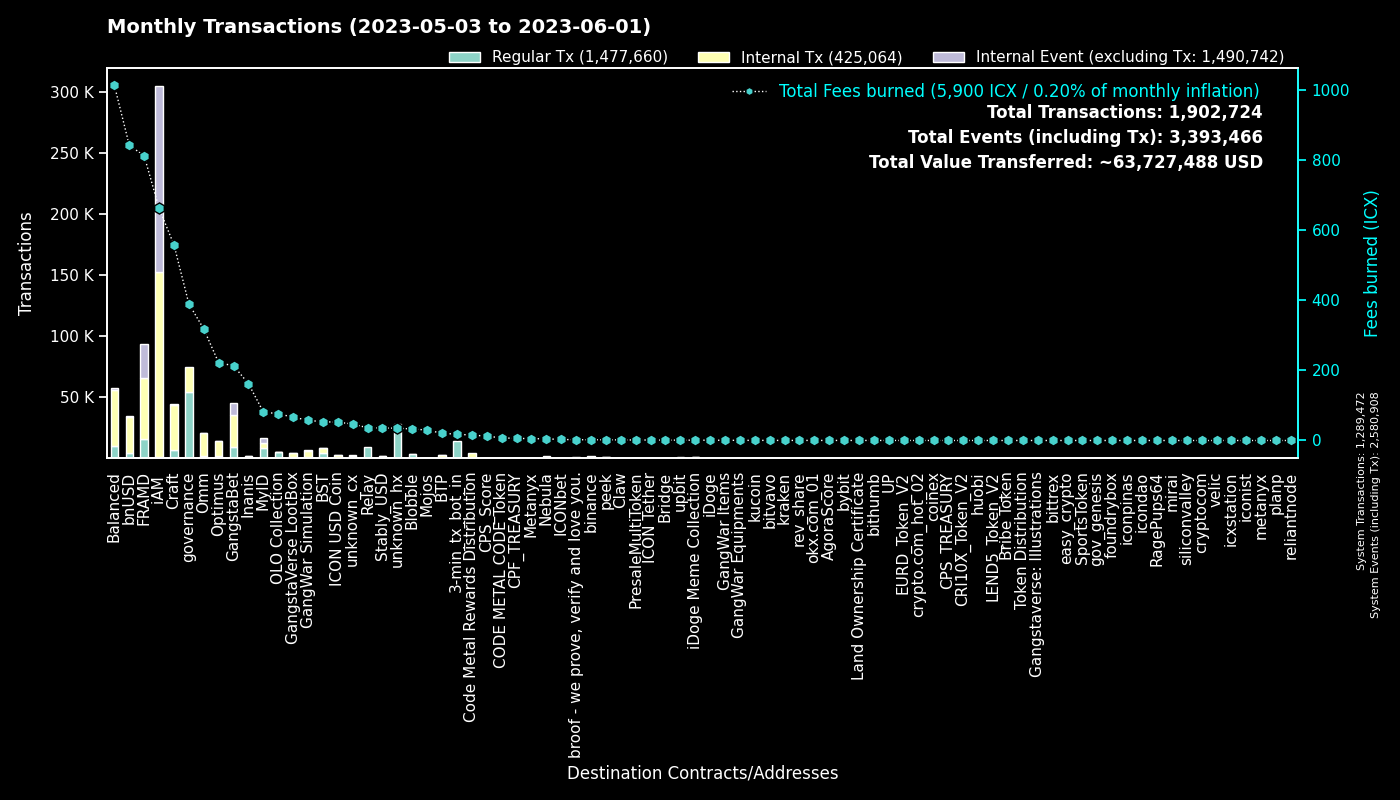 Monthly Transactions (2023-05-03 to 2023-06-01)
Regular Tx (1,477,660)
Internal Tx (425,064)
Internal Event (excluding Tx: 1,490,742)
Total Fees burned (5,900 ICX / 0.20% of monthly inflation)
Total Transactions: 1,902,724
Total Events (including Tx): 3,393,466
Total Value Transferred: ~63,727,488 USD
Transactions
300 K
250 K
200 K
150 K
100 K
50 K
1000
800
600
400
200
0
Fees burned (ICX)
System Transactions: 1,289,472
System Events (including Tx): 2,580,908
Balanced
bnUSD
FRAMD
iAM
Craft
governance
Omm
Optimus
GangstaBet
Inanis
MyID
OLO Collection
GangstaVerse LootBox
GangWar Simulation
BST
ICON USD Coin
unknown_cx
Relay
Stably_USD
unknown_hx
Blobble
Mojos
BTP
3-min_tx_bot_in
Code Metal Rewards Distribution
CPS_Score
CODE METAL_CODE_Token
CPF_TREASURY
Metanyx
Nebula
ICONbet
broof - we prove, verify and love you.
binance
peek
Claw
PresaleMultiToken
ICON_Tether
Bridge
upbit
iDoge Meme Collection
iDoge
GangWar Items
GangWar Equipments
kucoin
bitvavo
kraken
rev_share
okx.com_01
AgoraScore
bybit
Land Ownership Certificate
bithumb
UP
EURD_Token_V2
crypto.com_hot_02
coinex
CPS_TREASURY
CRI10X_Token_V2
huobi
LEND5_Token_V2
Bribe Token
Token Distribution
Gangstaverse: Illustrations
bittrex
easy_crypto
SportsToken
gov_genesis
foundrybox
iconpinas
icondao
RagePups64
mirai
siliconvalley
cryptocom
velic
icxstation
iconist
metanyx
planp
reliantnode
Destination Contracts/Addresses